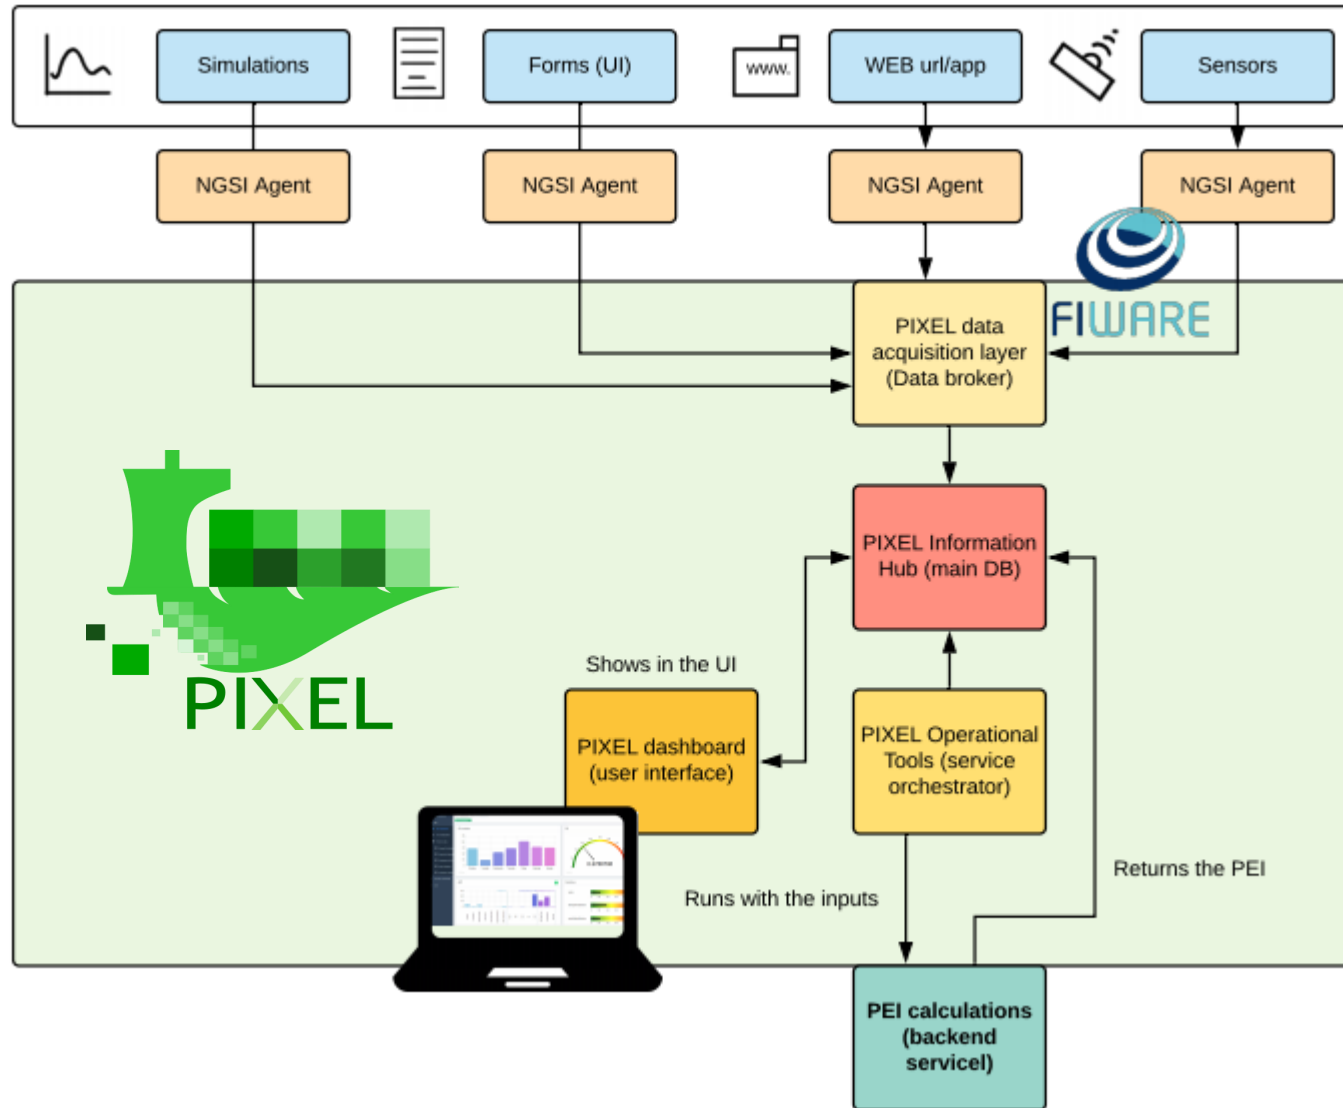 Simulations
Forms (UI)
www.
WEB url/app
Sensors
NGSI Agent
NGSI Agent
NGSI Agent
NGSI Agent
FIWARE
PIXEL data
acquisition layer
(Data broker)
PIXEL Information
Hub (main DB)
PIXEL
Shows in the UI
PIXEL dashboard
(user interface)
PIXEL Operational
Tools (service
orchestrator)
Returns the PEI
Runs with the inputs
PEI calculations
(backend
servicel)